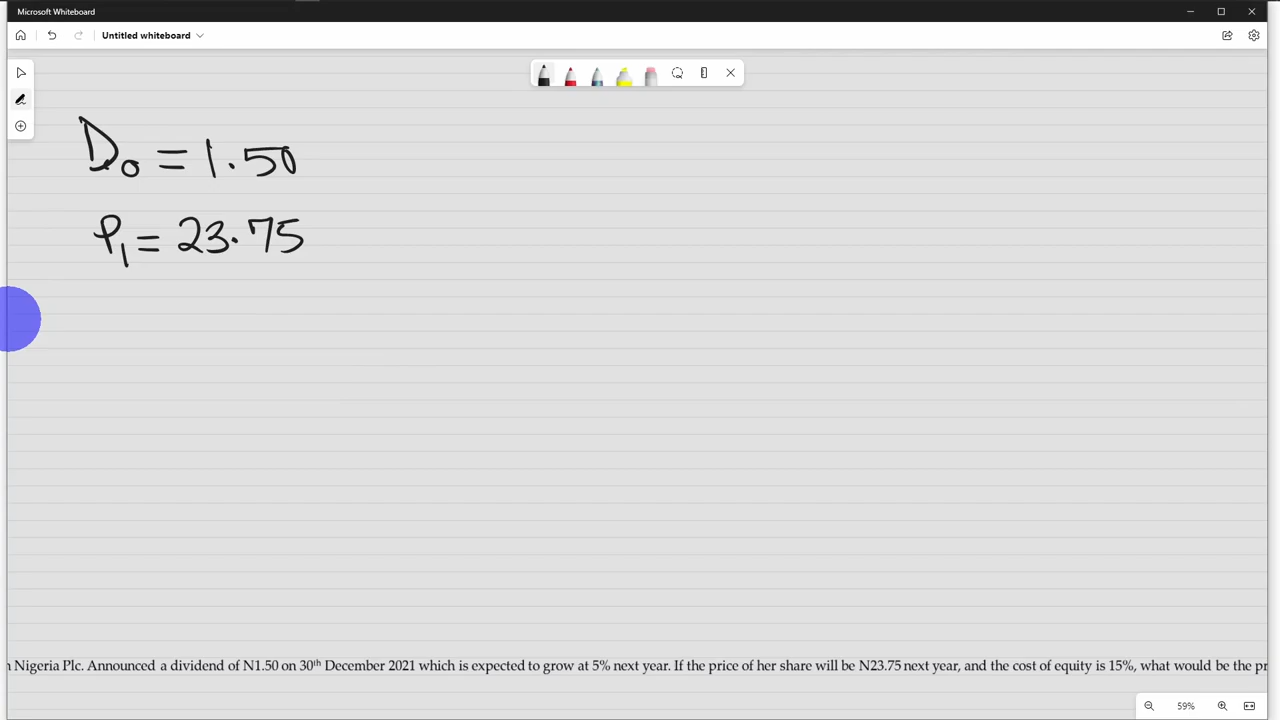 Microsoft Whiteboard
Untitled whiteboard
D₀ = 1.50
P₁ = 23.75
Nigeria Plc. Announced a dividend of N1.50 on 30th December 2021 which is expected to grow at 5% next year. If the price of her share will be N23.75 next year, and the cost of equity is 15%, what would be the
59%